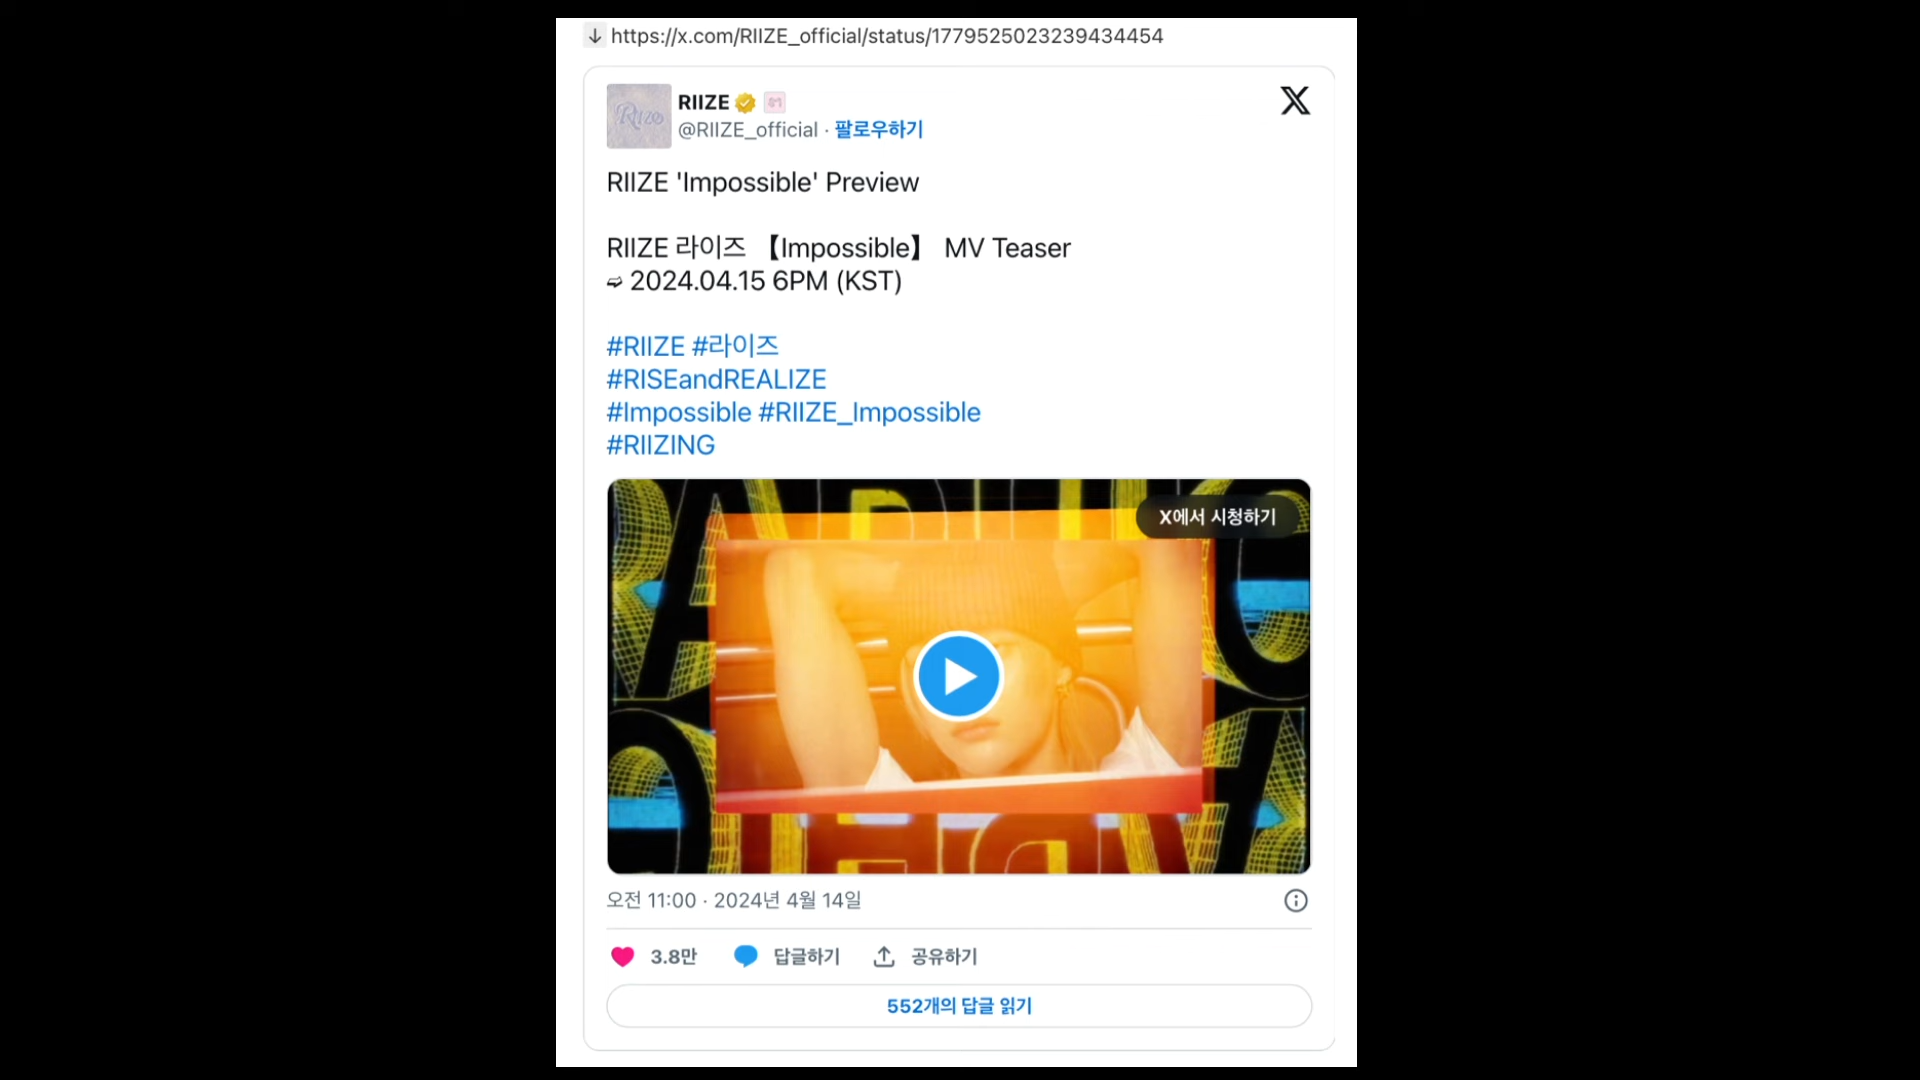 ↓ https://x.com/RIIZE_official/status/1779525023239434454
RIIZE
@RIIZE_official · 팔로우하기
RIIZE 'Impossible' Preview
RIIZE 라이즈 【Impossible】 MV Teaser
➫ 2024.04.15 6PM (KST)
#RIIZE #라이즈
#RISEandREALIZE
#Impossible #RIIZE_Impossible
#RIIZING
X에서 시청하기
오전 11:00 · 2024년 4월 14일
3.8만 답글하기 공유하기
552개의 답글 읽기